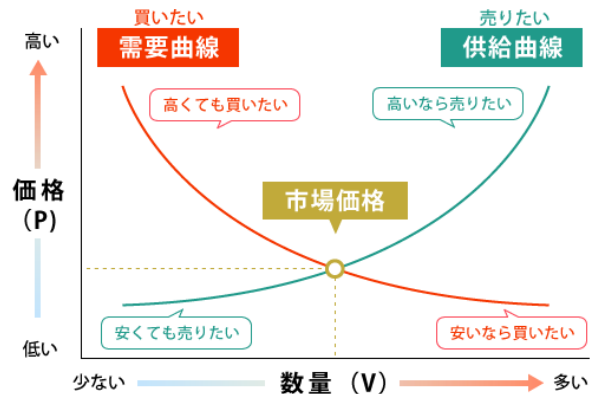 買いたい
需要曲線
売りたい
供給曲線
高い
高くても買いたい
高いなら売りたい
価格
(P)
市場価格
安くても売りたい
安いなら買いたい
低い
少ない
数量(V)
多い